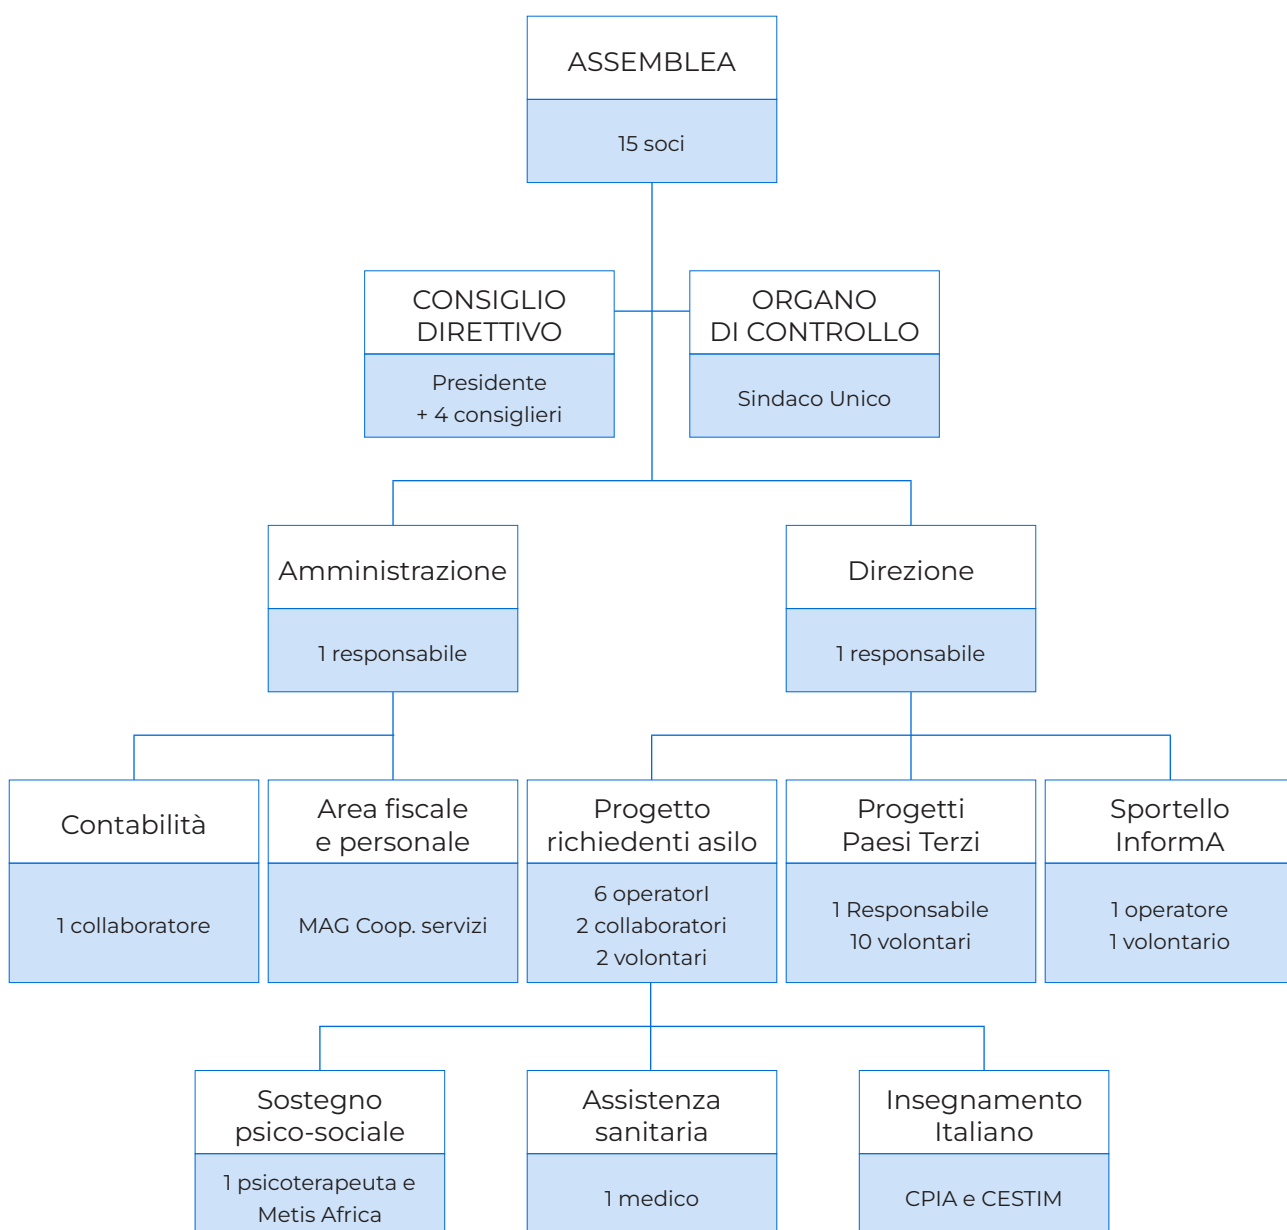 ASSEMBLEA
15 soci
CONSIGLIO
DIRETTIVO
Presidente
+ 4 consiglieri
ORGANO
DI CONTROLLO
Sindaco Unico
Amministrazione
1 responsabile
Direzione
1 responsabile
Contabilità
1 collaboratore
Area fiscale
e personale
MAG Coop. servizi
Progetto
richiedenti asilo
6 operatorI
2 collaboratori
2 volontari
Progetti
Paesi Terzi
1 Responsabile
10 volontari
Sportello
InformA
1 operatore
1 volontario
Sostegno
psico-sociale
1 psicoterapeuta e
Metis Africa
Assistenza
sanitaria
1 medico
Insegnamento
Italiano
CPIA e CESTIM